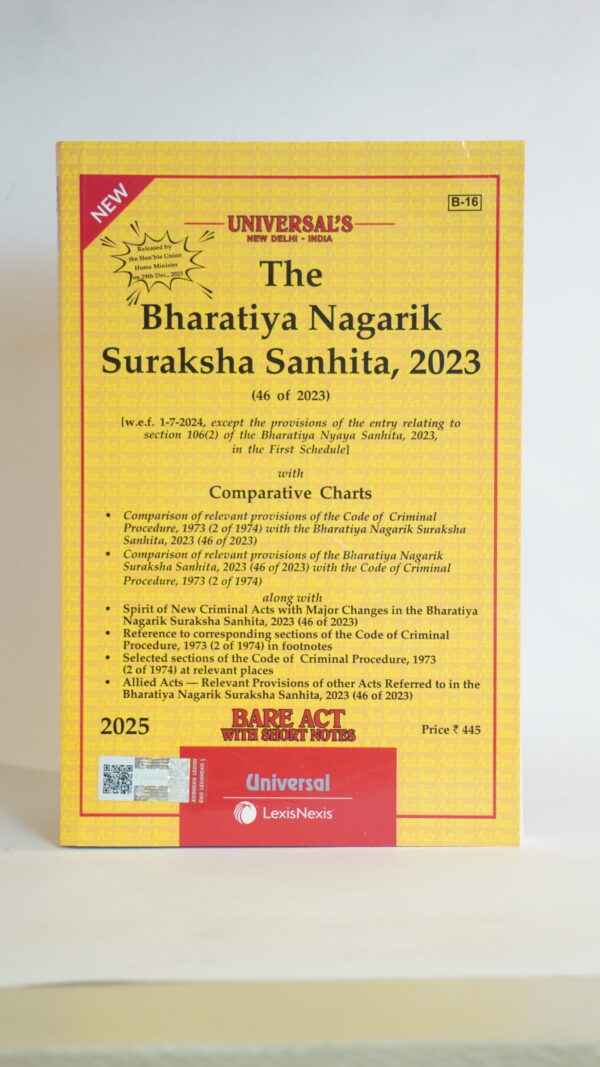 NEW
B-16
UNIVERSAL'S
NEW DELHI - INDIA
Released by
the Hon'ble Union
Home Minister
on 29th Dec., 2023
The
Bharatiya Nagarik
Suraksha Sanhita, 2023
(46 of 2023)
[w.e.f. 1-7-2024, except the provisions of the entry relating to
section 106(2) of the Bharatiya Nyaya Sanhita, 2023,
in the First Schedule]
with
Comparative Charts
• Comparison of relevant provisions of the Code of Criminal
Procedure, 1973 (2 of 1974) with the Bharatiya Nagarik Suraksha
Sanhita, 2023 (46 of 2023)
• Comparison of relevant provisions of the Bharatiya Nagarik
Suraksha Sanhita, 2023 (46 of 2023) with the Code of Criminal
Procedure, 1973 (2 of 1974)
along with
• Spirit of New Criminal Acts with Major Changes in the Bharatiya
Nagarik Suraksha Sanhita, 2023 (46 of 2023)
• Reference to corresponding sections of the Code of Criminal
Procedure, 1973 (2 of 1974) in footnotes
• Selected sections of the Code of Criminal Procedure, 1973
(2 of 1974) at relevant places
• Allied Acts — Relevant Provisions of other Acts Referred to in the
Bharatiya Nagarik Suraksha Sanhita, 2023 (46 of 2023)
2025
BARE ACT
WITH SHORT NOTES
Price ₹ 445
Universal
LexisNexis